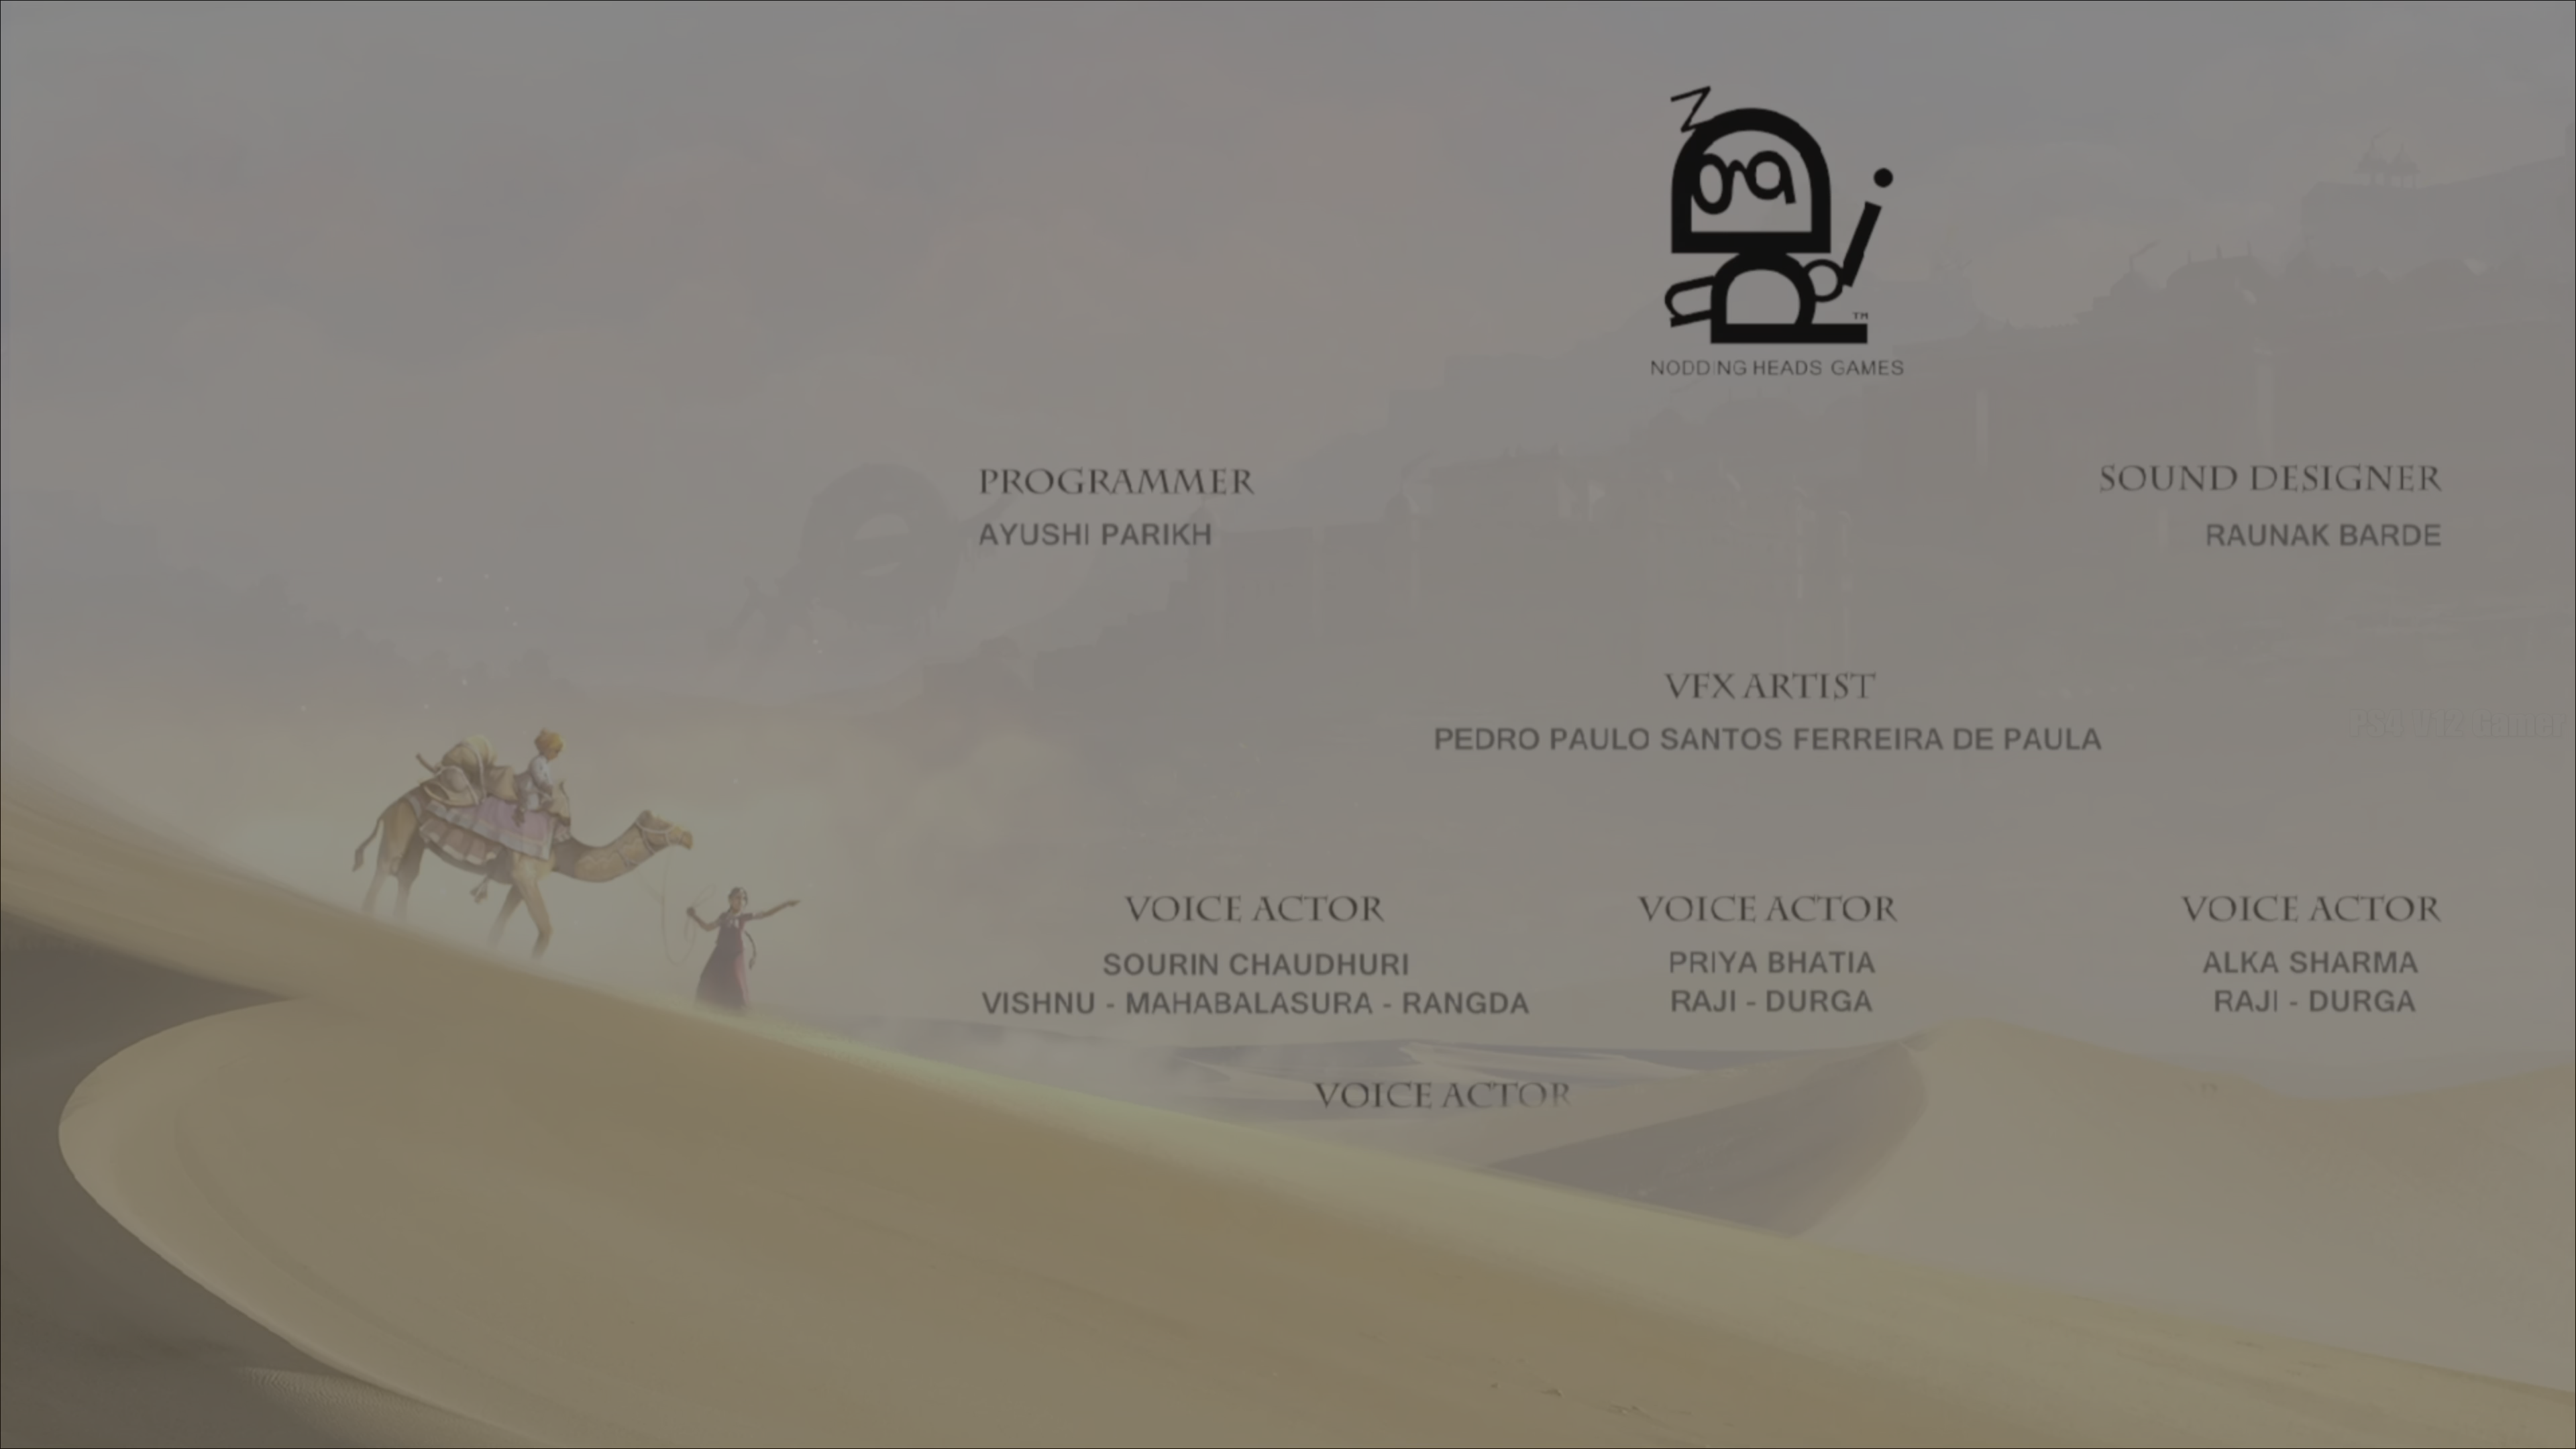 NODDING HEADS GAMES
TM
PROGRAMMER
AYUSHI PARIKH
SOUND DESIGNER
RAUNAK BARDE
VFX ARTIST
PEDRO PAULO SANTOS FERREIRA DE PAULA
VOICE ACTOR
SOURIN CHAUDHURI
VISHNU - MAHABALASURA - RANGDA
VOICE ACTOR
PRIYA BHATIA
RAJI - DURGA
VOICE ACTOR
ALKA SHARMA
RAJI - DURGA
VOICE ACTOR